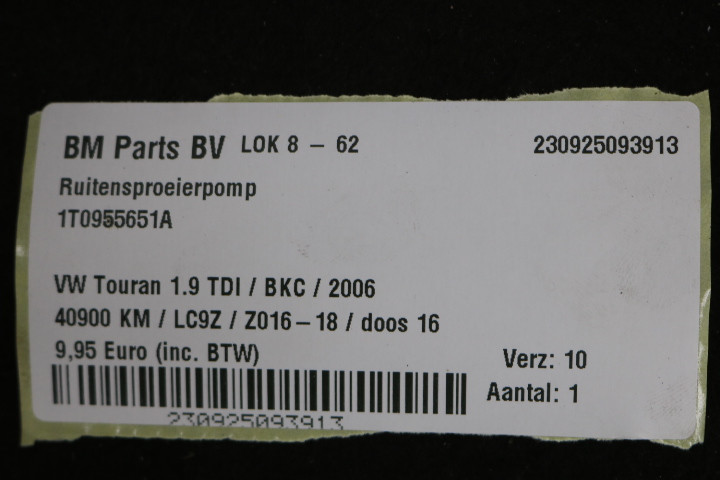 BM Parts BV LOK 8 – 62 230925093913
Ruitensproeierpomp
1T0955651A
VW Touran 1.9 TDI / BKC / 2006
40900 KM / LC9Z / Z016-18 / doos 16
9,95 Euro (inc. BTW)
Verz: 10
Aantal: 1
230925093913